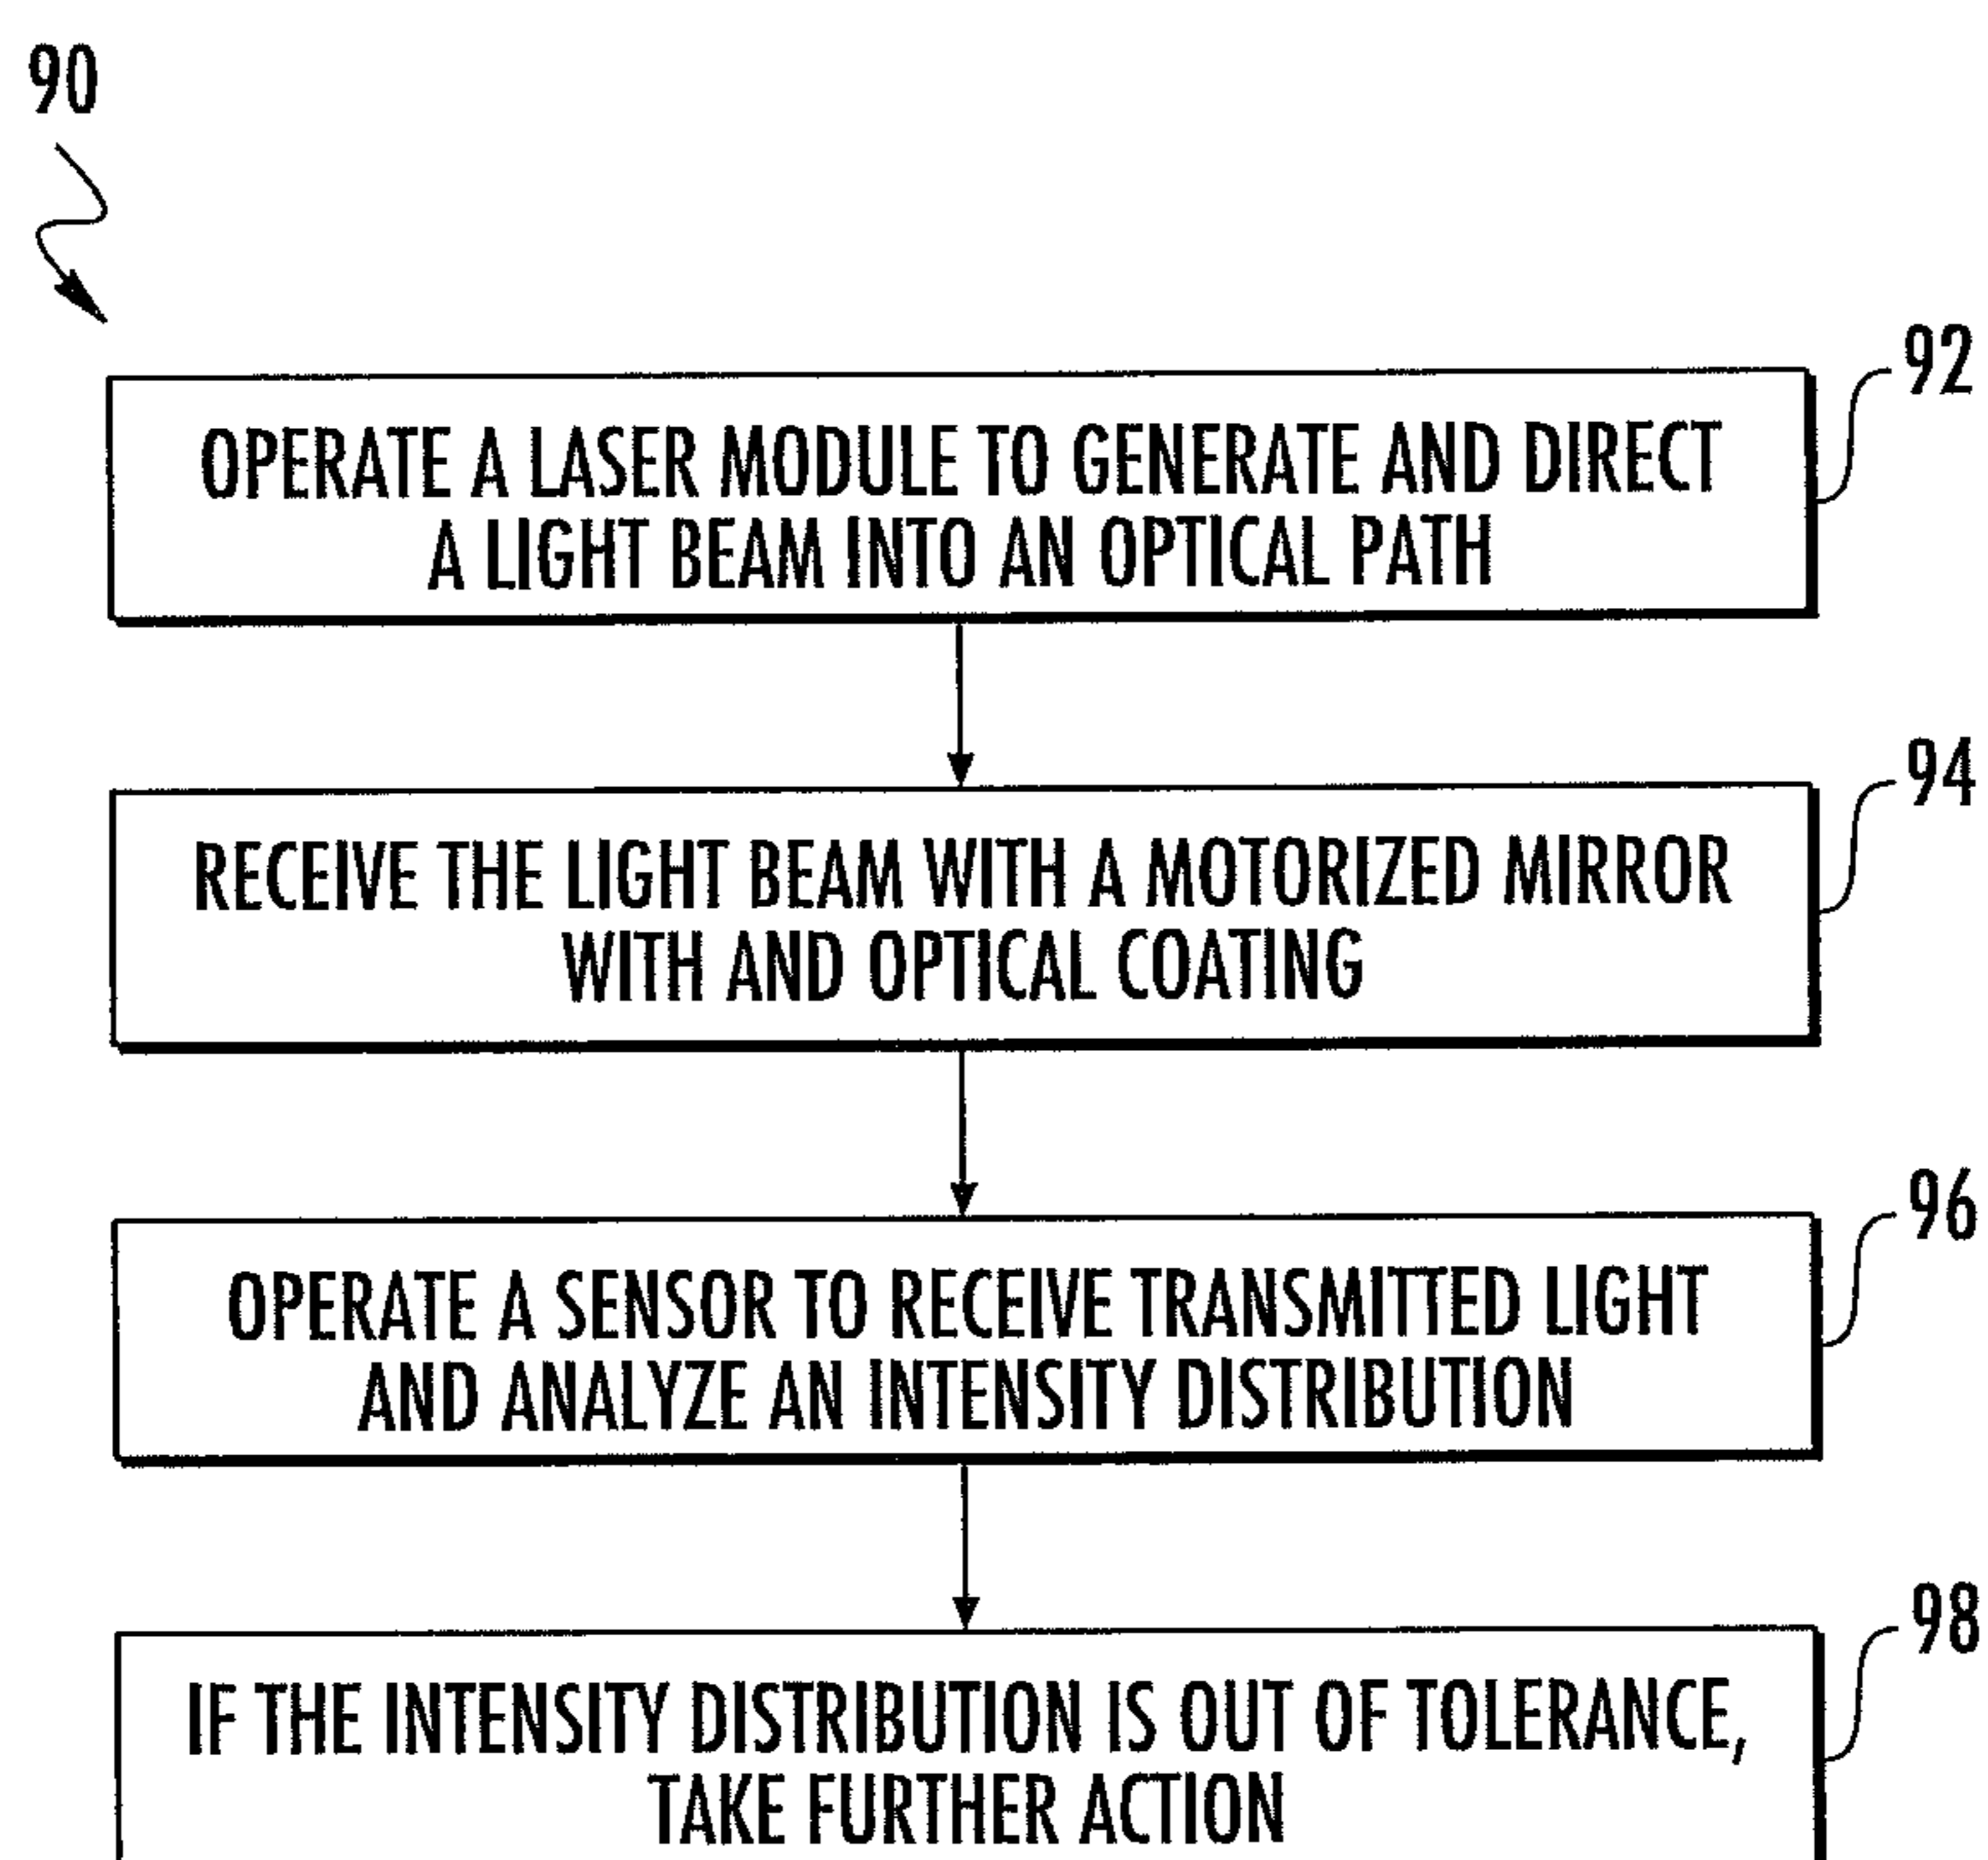 90
92
OPERATE A LASER MODULE TO GENERATE AND DIRECT
A LIGHT BEAM INTO AN OPTICAL PATH
94
RECEIVE THE LIGHT BEAM WITH A MOTORIZED MIRROR
WITH AND OPTICAL COATING
96
OPERATE A SENSOR TO RECEIVE TRANSMITTED LIGHT
AND ANALYZE AN INTENSITY DISTRIBUTION
98
IF THE INTENSITY DISTRIBUTION IS OUT OF TOLERANCE,
TAKE FURTHER ACTION